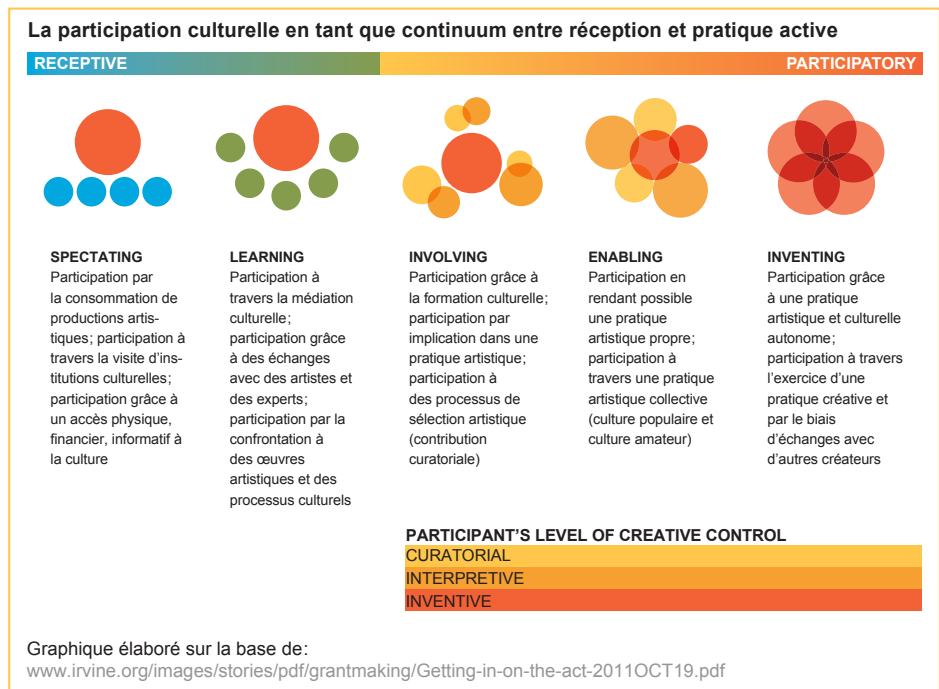 La participation culturelle en tant que continuum entre réception et pratique active
RECEPTIVE
PARTICIPATORY
SPECTATING
Participation par
la consommation de
productions artis-
tiques; participation à
travers la visite d'ins-
titutions culturelles;
participation grâce à
un accès physique,
financier, informatif à
la culture
LEARNING
Participation à
travers la médiation
culturelle;
participation grâce
à des échanges
avec des artistes et
des experts;
participation par la
confrontation à
des œuvres
artistiques et des
processus culturels
INVOLVING
Participation grâce à
la formation culturelle;
participation par
implication dans une
pratique artistique;
participation à
des processus de
sélection artistique
(contribution
curatoriale)
ENABLING
Participation en
rendant possible
une pratique
artistique propre;
participation à
travers une pratique
artistique collective
(culture populaire et
culture amateur)
INVENTING
Participation grâce
à une pratique
artistique et culturelle
autonome;
participation à travers
l'exercice d'une
pratique créative et
par le biais
d'échanges avec
d'autres créateurs
PARTICIPANT'S LEVEL OF CREATIVE CONTROL
CURATORIAL
INTERPRETIVE
INVENTIVE
Graphique élaboré sur la base de:
www.irvine.org/images/stories/pdf/grantmaking/Getting-in-on-the-act-2011OCT19.pdf